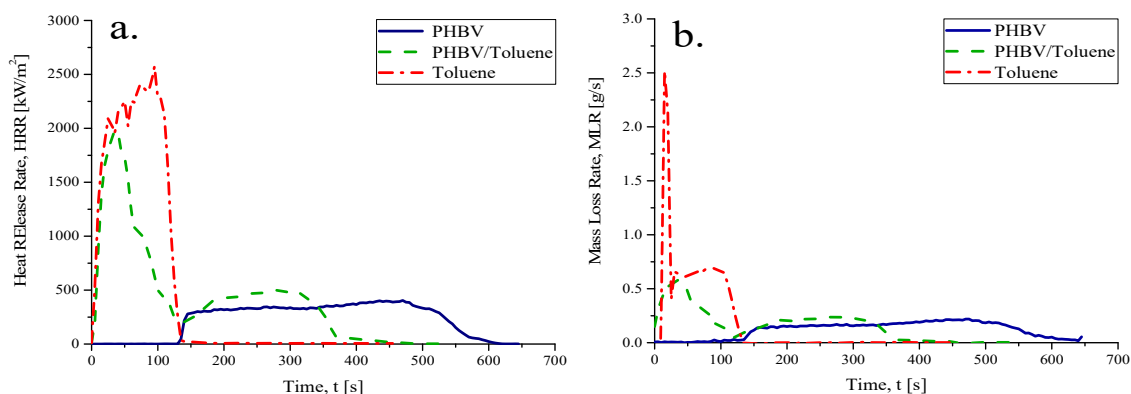 a.
PHBV
PHBV/Toluene
Toluene
Heat RElease Rate, HRR [kW/m²]
3000
2500
2000
1500
1000
500
0
0 100 200 300 400 500 600 700
Time, t [s]
b.
PHBV
PHBV/Toluene
Toluene
Mass Loss Rate, MLR [g/s]
3.0
2.5
2.0
1.5
1.0
0.5
0.0
0 100 200 300 400 500 600 700
Time, t [s]